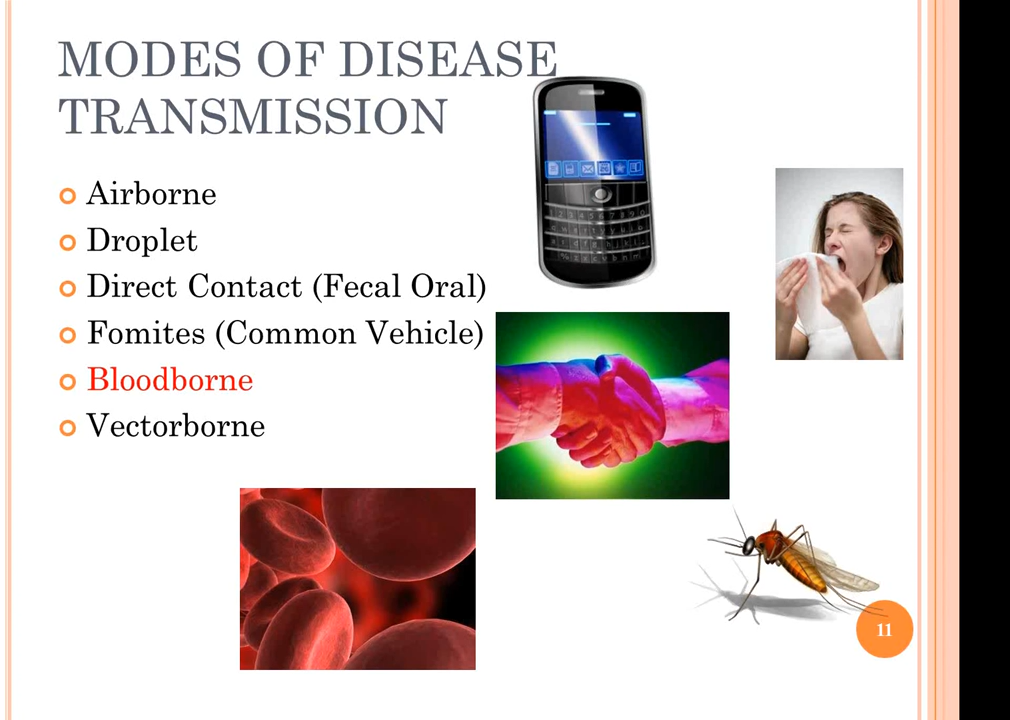 MODES OF DISEASE
TRANSMISSION
Airborne
Droplet
Direct Contact (Fecal Oral)
Fomites (Common Vehicle)
Bloodborne
Vectorborne
11